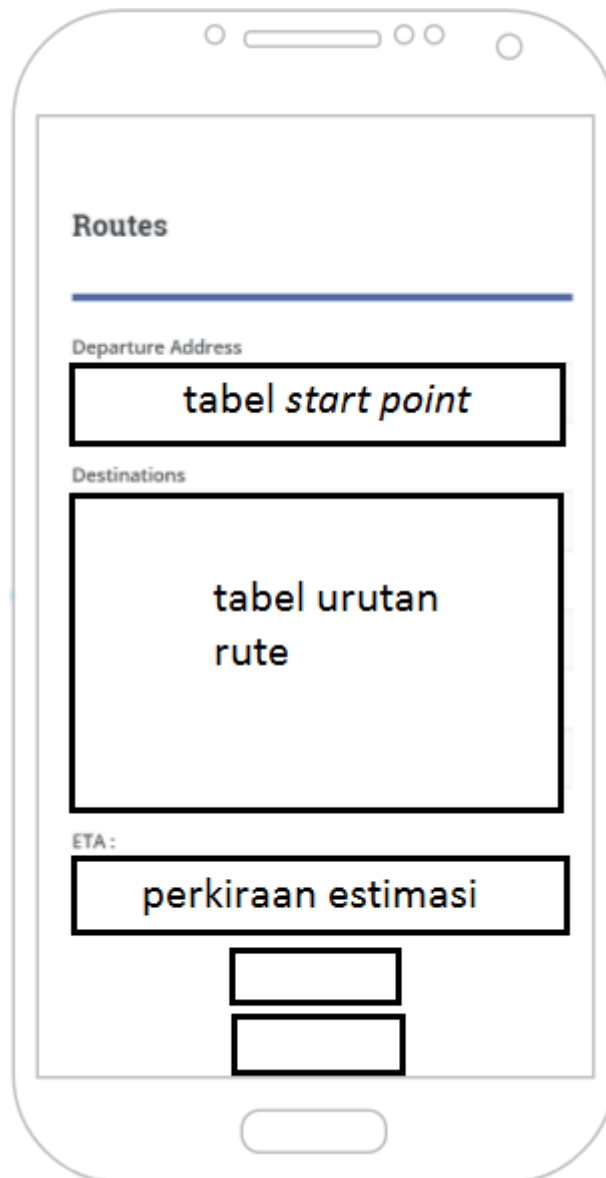 Routes
Departure Address
tabel start point
Destinations
tabel urutan
rute
ETA :
perkiraan estimasi